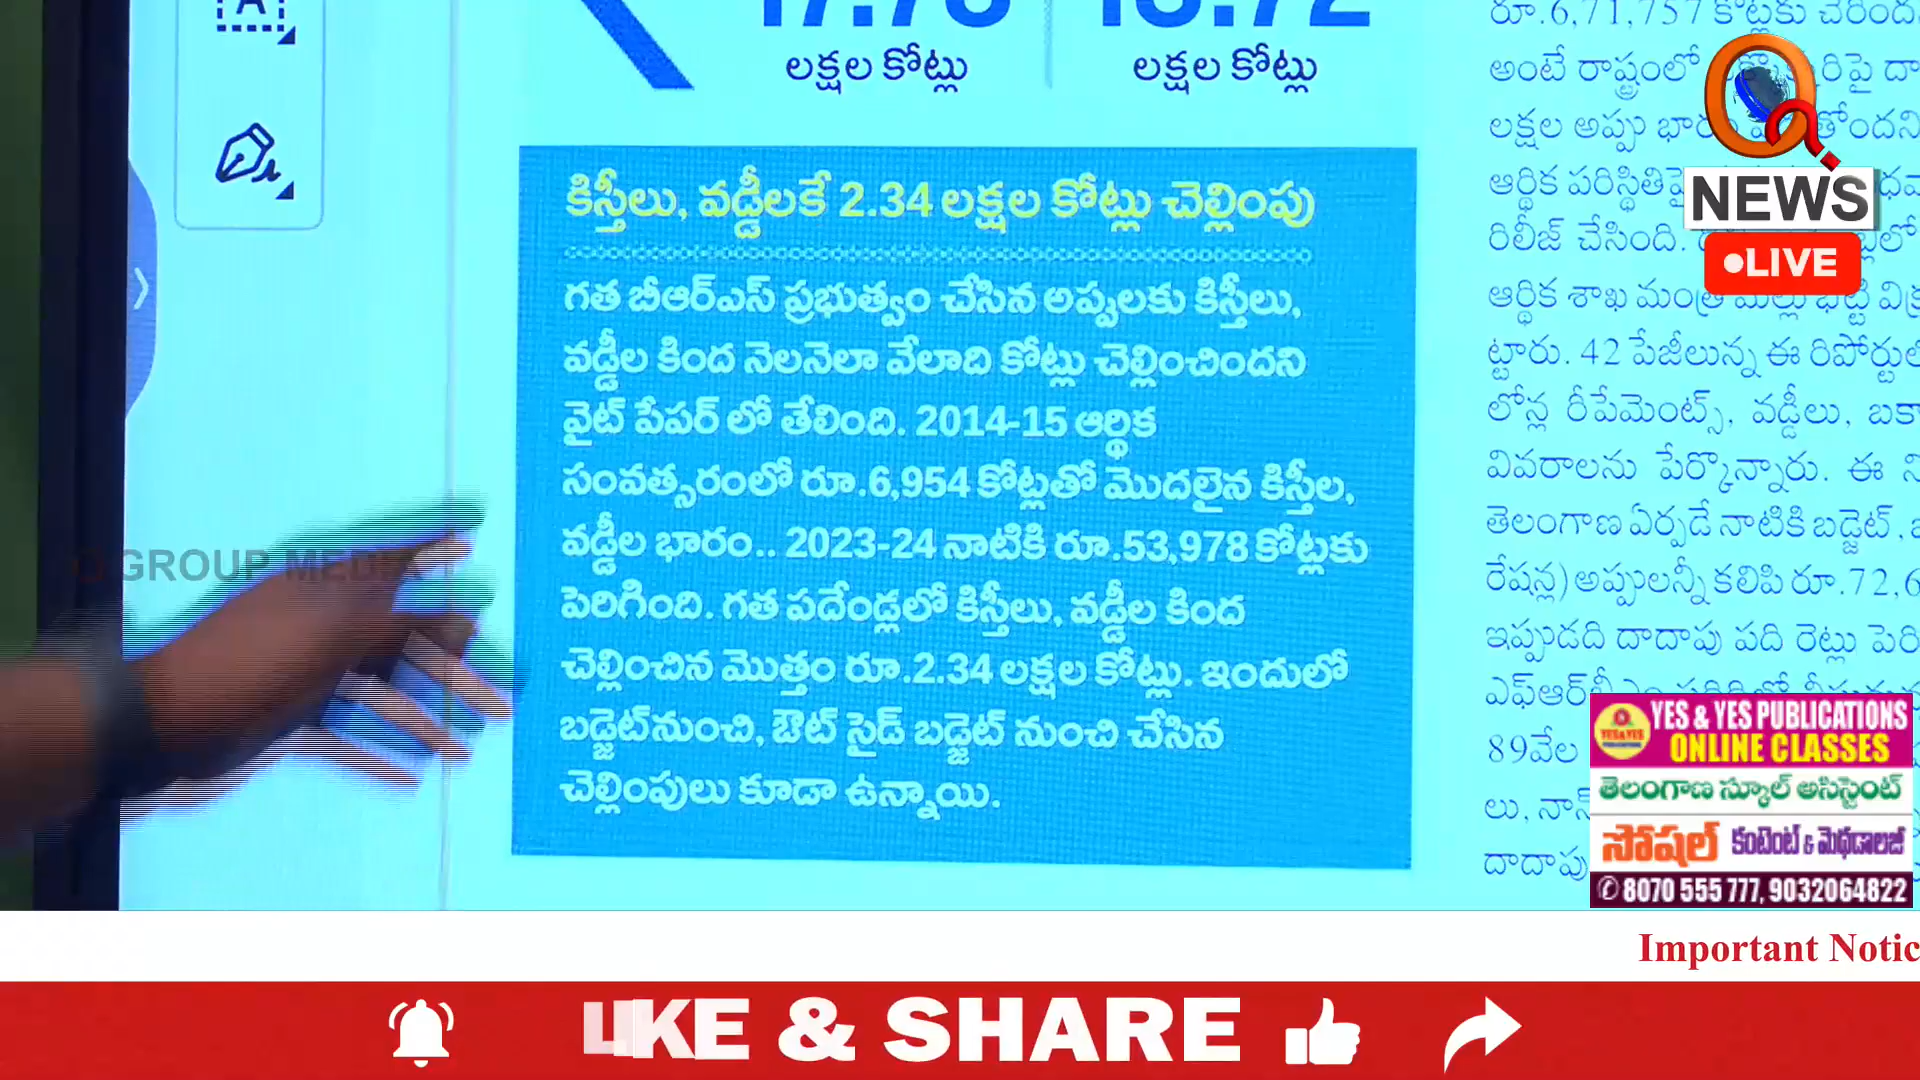 లక్షల కోట్లు
లక్షల కోట్లు
కిస్తీలు, వడ్డీలకే 2.34 లక్షల కోట్లు చెల్లింపు
గత బీఆర్ఎస్ ప్రభుత్వం చేసిన అప్పులకు కిస్తీలు,
వడ్డీల కింద నెలనెలా వేలాది కోట్లు చెల్లించిందని
వైట్ పేపర్ లో తేలింది. 2014-15 ఆర్థిక
సంవత్సరంలో రూ.6,954 కోట్లతో మొదలైన కిస్తీల,
వడ్డీల భారం.. 2023-24 నాటికి రూ.53,978 కోట్లకు
పెరిగింది. గత పదేండ్లలో కిస్తీలు, వడ్డీల కింద
చెల్లించిన మొత్తం రూ.2.34 లక్షల కోట్లు. ఇందులో
బడ్జెట్ నుంచి, ఔట్ సైడ్ బడ్జెట్ నుంచి చేసిన
చెల్లింపులు కూడా ఉన్నాయి.
రూ.6,71,757 కోట్లకు
అంటే రాష్ట్రంలో
లక్షల అప్పు
ఆర్థిక
రిలీజ్ చేసింది.
ఆర్థిక శాఖ మంత్రి
ట్టారు. 42 పేజీలున్న ఈ
లోన్ల రీపేమెంట్స్, వడ్డీలు,
వివరాలను పేర్కొన్నారు. ఈ
తెలంగాణ ఏర్పడే నాటికి బడ్జెట్,
రేషన్ల) అప్పులన్నీ కలిపి రూ.72,6
ఇప్పుడది దాదాపు పది రెట్లు
89వేల
దాదాపు
Q
NEWS
LIVE
Q GROUP MEDIA
YES & YES PUBLICATIONS
ONLINE CLASSES
తెలంగాణ స్కూల్ అసిస్టెంట్
సోషల్ కంటెంట్ & మెథడాలజీ
8070 555 777, 9032064822
Important Notic
LIKE & SHARE